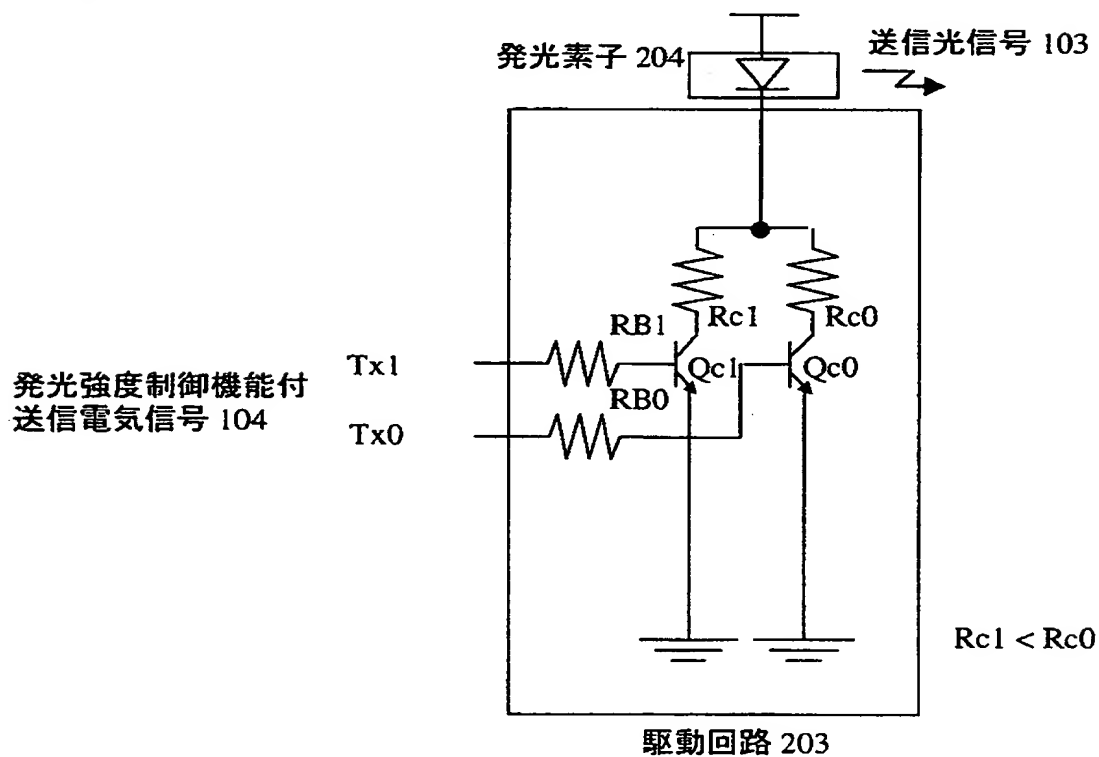 発光素子 204
送信光信号 103
Rc1
Rc0
RB1
Tx1
Qc1
Qc0
発光強度制御機能付
送信電気信号 104
RB0
Tx0
Rc1 < Rc0
駆動回路 203